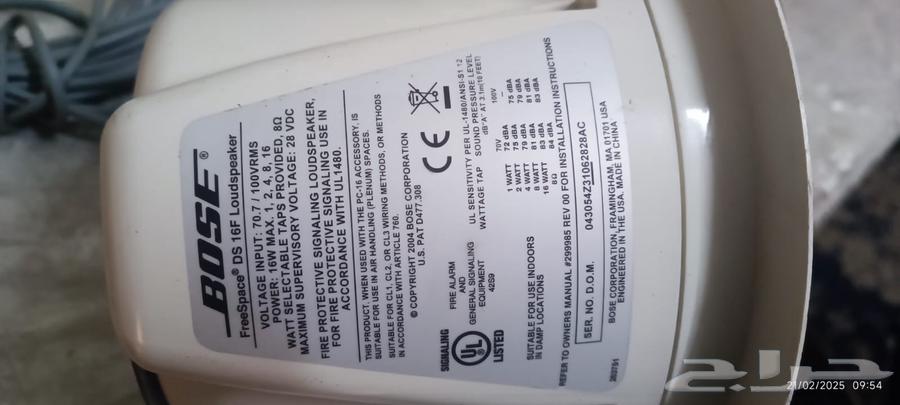 BOSE®
FreeSpace® DS 16F Loudspeaker
VOLTAGE INPUT: 70.7 / 100VRMS
POWER: 16W MAX. 1, 2, 4, 8, 16
WATT SELECTABLE TAPS PROVIDED, 8Ω
MAXIMUM SUPERVISORY VOLTAGE: 28 VDC
FIRE PROTECTIVE SIGNALING LOUDSPEAKER,
FOR FIRE PROTECTIVE SIGNALING USE IN
ACCORDANCE WITH UL1480.
THIS PRODUCT, WHEN USED WITH THE PC-16 ACCESSORY, IS
SUITABLE FOR USE IN AIR HANDLING (PLENUM) SPACES.
SUITABLE FOR CL1, CL2, OR CL3 WIRING METHODS, OR METHODS
IN ACCORDANCE WITH ARTICLE 760.
© COPYRIGHT 2004 BOSE CORPORATION
U.S. PAT D477.308
CE
SIGNALING
UL
LISTED
FIRE ALARM
AND
GENERAL SIGNALING
EQUIPMENT
42S9
UL SENSITIVITY PER UL-1480/ANSI-S1.12
WATTAGE TAP SOUND PRESSURE LEVEL
dB"A" AT 3.1m(10 FEET)
70V 100V
1 WATT 72 dBA –
2 WATT 75 dBA 75 dBA
4 WATT 79 dBA 79 dBA
8 WATT 81 dBA 81 dBA
16 WATT 83 dBA 83 dBA
8Ω 84 dBA
SUITABLE FOR USE INDOORS
IN DAMP LOCATIONS
REFER TO OWNERS MANUAL #299985 REV 00 FOR INSTALLATION INSTRUCTIONS
SER. NO. D.O.M. 043054Z31062828AC
BOSE CORPORATION, FRAMINGHAM, MA 01701 USA
ENGINEERED IN THE USA. MADE IN CHINA
263751
حراج
21/02/2025 09:54